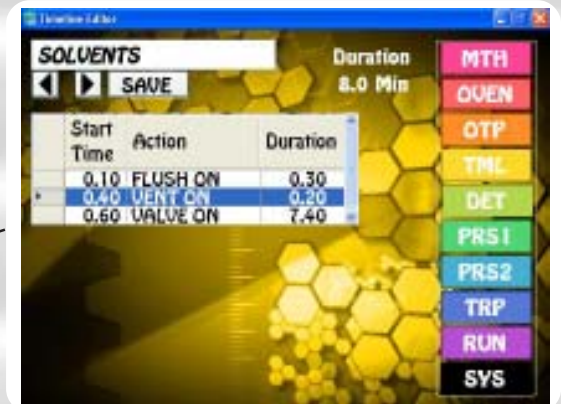 Timeline Editor
SOLVENTS
Duration
8.0 Min
SAVE
Start Time Action Duration
0.10 FLUSH ON 0.30
0.40 VENT ON 0.20
0.60 VALVE ON 7.40
MTH
OVEN
OTP
TML
DET
PRS1
PRS2
TRP
RUN
SYS